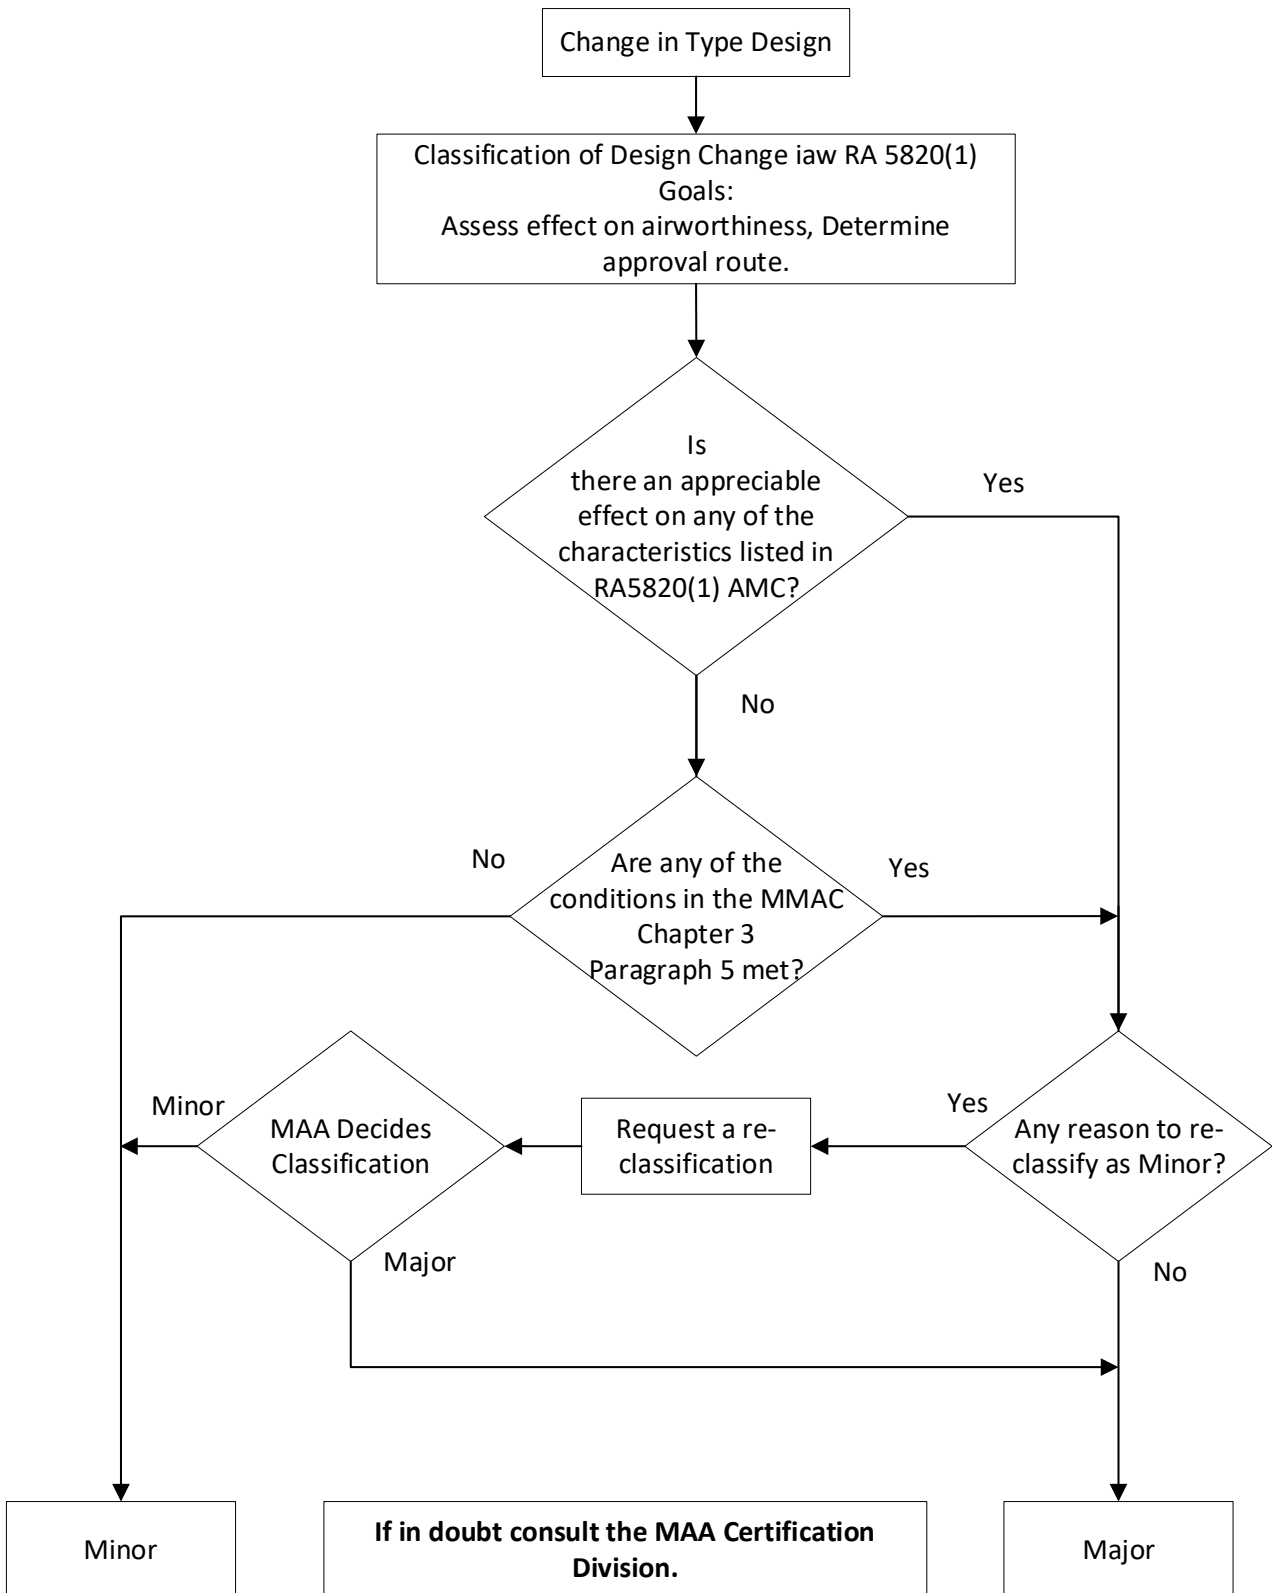 Change in Type Design
Classification of Design Change iaw RA 5820(1)
Goals:
Assess effect on airworthiness, Determine
approval route.
Is
there an appreciable
effect on any of the
characteristics listed in
RA5820(1) AMC?
Yes
No
Are any of the
conditions in the MMAC
Chapter 3
Paragraph 5 met?
No
Yes
Any reason to re-
classify as Minor?
Yes
No
Request a re-
classification
MAA Decides
Classification
Minor
Major
Minor
If in doubt consult the MAA Certification
Division.
Major